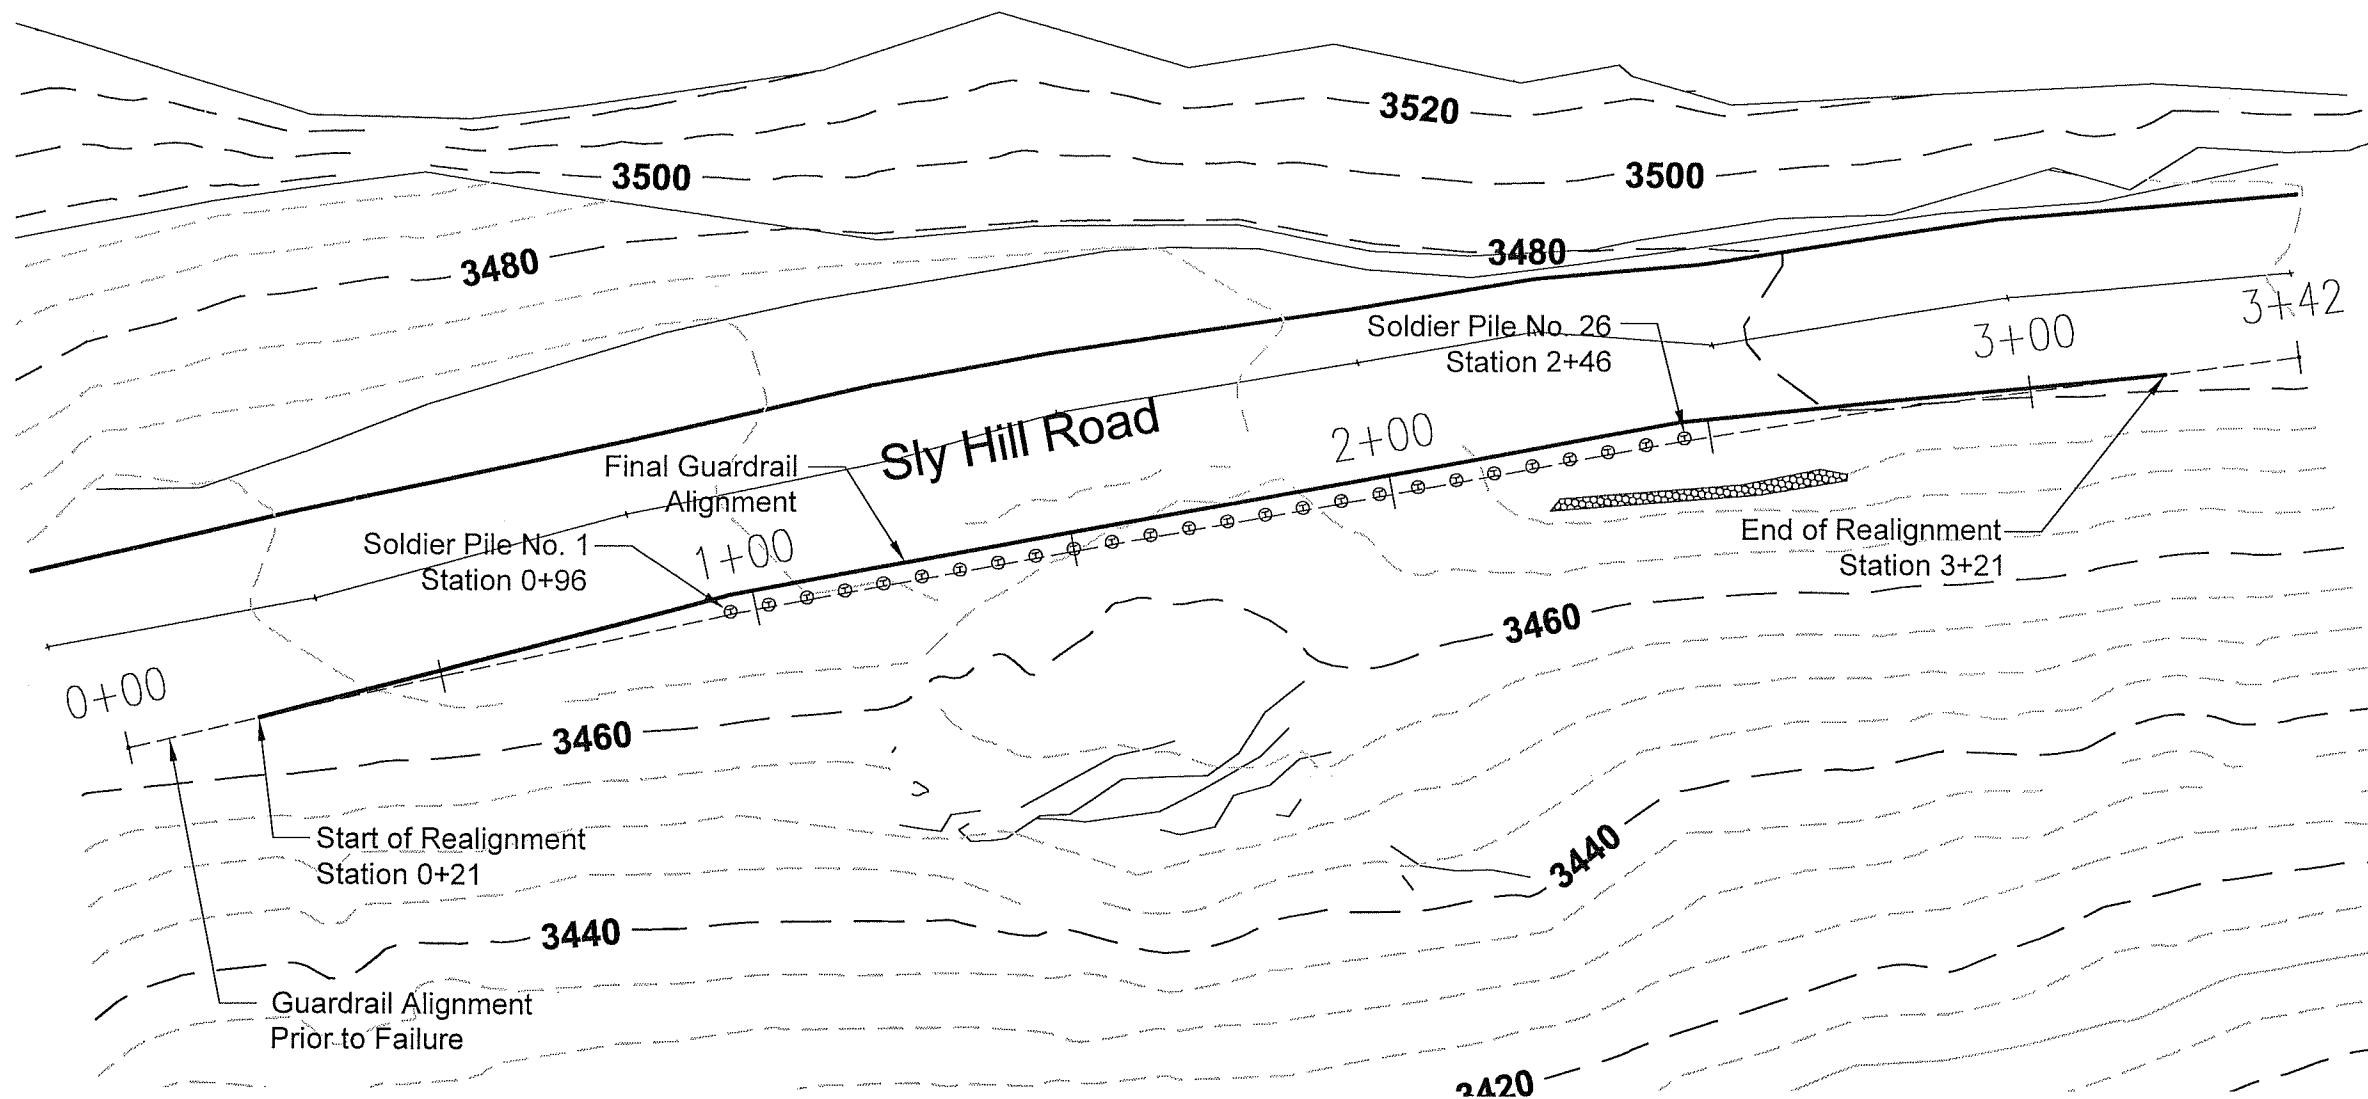 3520
3500
3500
3480
3480
3+42
Soldier Pile No. 26
Station 2+46
3+00
Sly Hill Road
2+00
Final Guardrail
Alignment
End of Realignment
Station 3+21
Soldier Pile No. 1
Station 0+96
1+00
3460
0+00
3460
Start of Realignment
Station 0+21
3440
3440
Guardrail Alignment
Prior to Failure
3420